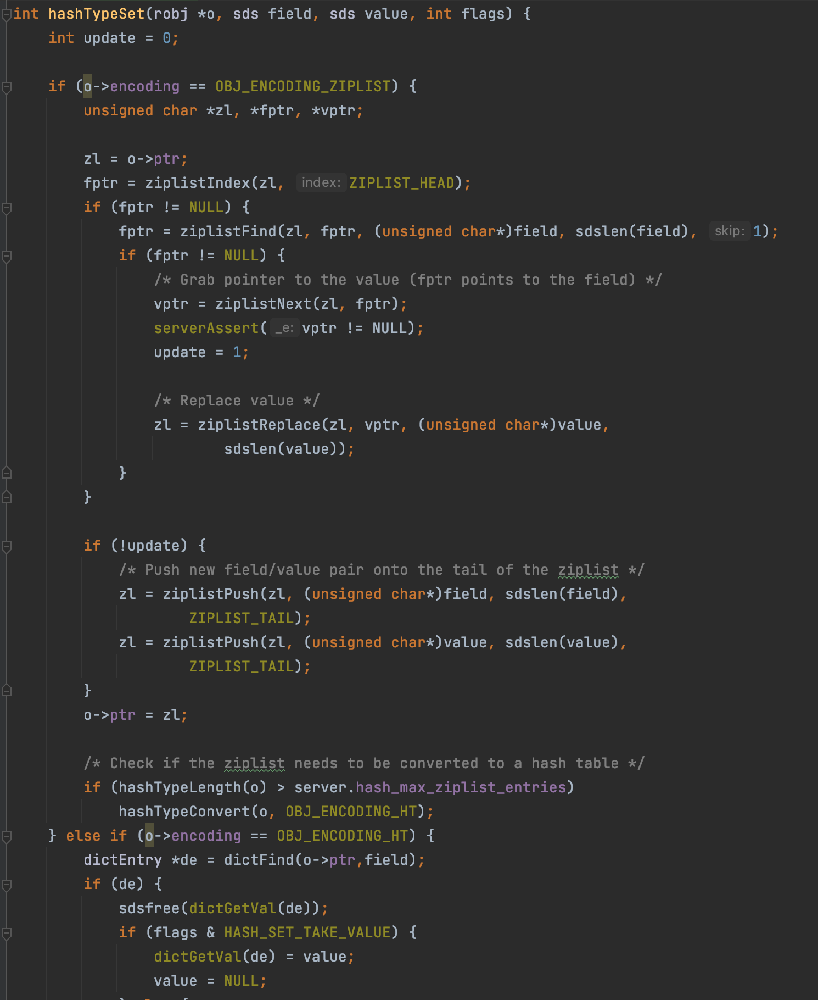 int hashTypeSet(robj *o, sds field, sds value, int flags) {
    int update = 0;

    if (o->encoding == OBJ_ENCODING_ZIPLIST) {
        unsigned char *zl, *fptr, *vptr;

        zl = o->ptr;
        fptr = ziplistIndex(zl, index: ZIPLIST_HEAD);
        if (fptr != NULL) {
            fptr = ziplistFind(zl, fptr, (unsigned char*)field, sdslen(field), skip: 1);
            if (fptr != NULL) {
                /* Grab pointer to the value (fptr points to the field) */
                vptr = ziplistNext(zl, fptr);
                serverAssert( _e: vptr != NULL);
                update = 1;

                /* Replace value */
                zl = ziplistReplace(zl, vptr, (unsigned char*)value,
                        sdslen(value));
            }
        }

        if (!update) {
            /* Push new field/value pair onto the tail of the ziplist */
            zl = ziplistPush(zl, (unsigned char*)field, sdslen(field),
                    ZIPLIST_TAIL);
            zl = ziplistPush(zl, (unsigned char*)value, sdslen(value),
                    ZIPLIST_TAIL);
        }
        o->ptr = zl;

        /* Check if the ziplist needs to be converted to a hash table */
        if (hashTypeLength(o) > server.hash_max_ziplist_entries)
            hashTypeConvert(o, OBJ_ENCODING_HT);
    } else if (o->encoding == OBJ_ENCODING_HT) {
        dictEntry *de = dictFind(o->ptr,field);
        if (de) {
            sdsfree(dictGetVal(de));
            if (flags & HASH_SET_TAKE_VALUE) {
                dictGetVal(de) = value;
                value = NULL;